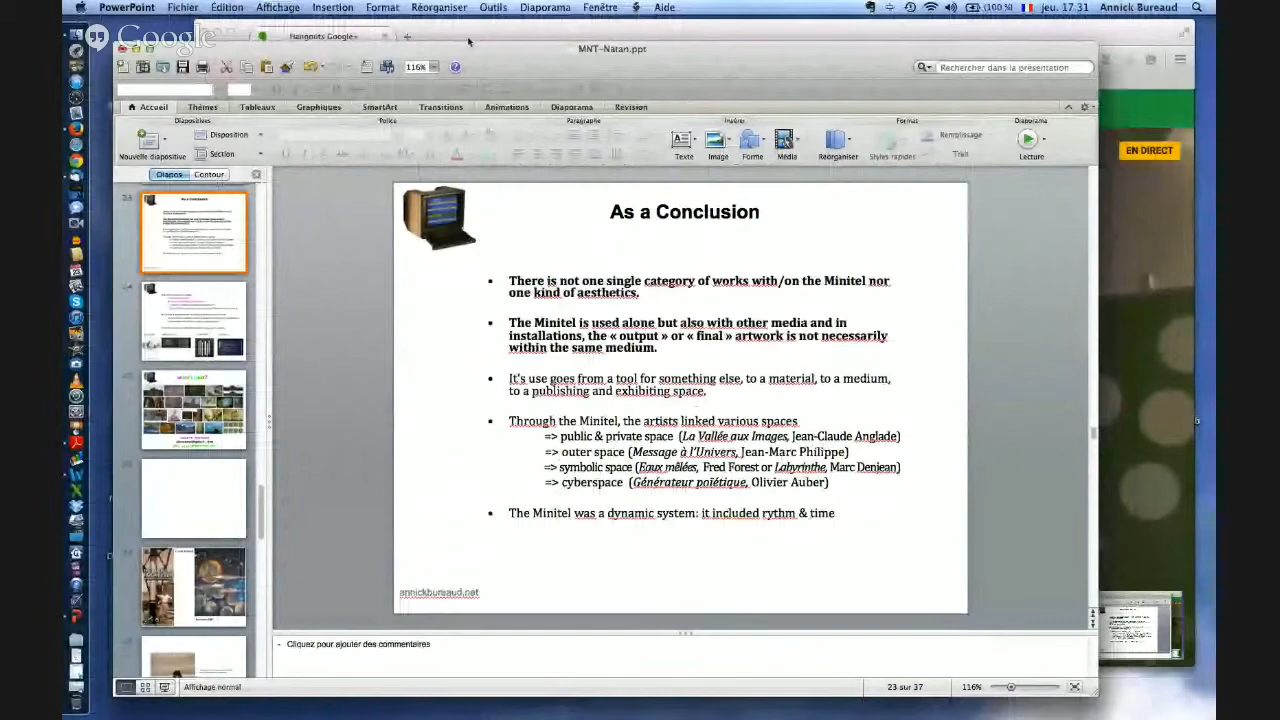 PowerPoint Fichier Édition Affichage Insertion Format Réorganiser Outils Diaporama Fenêtre Aide (100%) jeu. 17:31 Annick Bureaud
Google
Hangouts Google+
MNT-Natan.ppt
116% Rechercher dans la présentation
Accueil Thèmes Tableaux Graphiques SmartArt Transitions Animations Diaporama Révision
Diapositives Police Paragraphe Insérer Format Diaporama
Nouvelle diapositive Disposition Section Texte Image Forme Média Réorganiser Styles rapides Remplissage Trait Lecture
EN DIRECT
Diapos Contour
As a Conclusion
• There is not one single category of works with/on the Minitel nor
one kind of aesthetics.
• The Minitel is used alone but also with other media and in
installations, the « output » or « final » artwork is not necessarily
within the same medium.
• It's use goes from a tool for something else, to a material, to a medium,
to a publishing and exhibiting space.
• Through the Minitel, the artists linked various spaces
=> public & private space (La Vallée aux Images, Jean-Claude Anglade)
=> outer space (Message à l'Univers, Jean-Marc Philippe)
=> symbolic space (Eaux mêlées, Fred Forest or Labyrinthe, Marc Denjean)
=> cyberspace (Générateur poïétique, Olivier Auber)
• The Minitel was a dynamic system: it included rythm & time
annickbureaud.net
- Cliquez pour ajouter des commentaires
Affichage normal 23 sur 37 116%